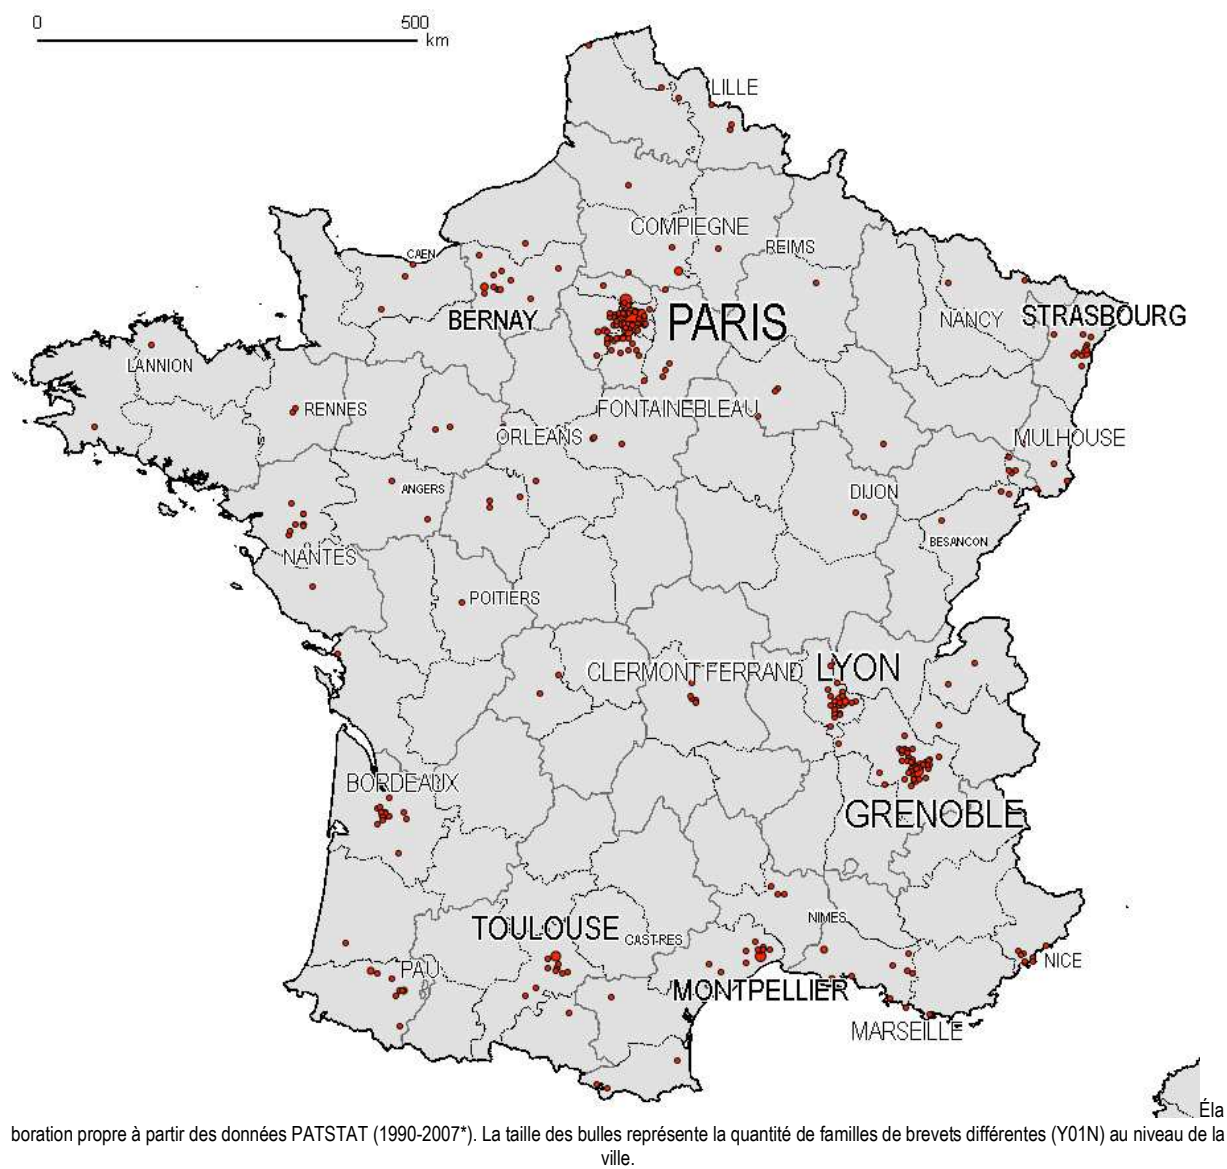 0 500
km
LILLE
COMPIEGNE
REIMS
CAEN
PARIS
BERNAY
NANCY
STRASBOURG
LANNION
RENNES
FONTAINEBLEAU
ORLEANS
MULHOUSE
ANGERS
DIJON
BESANCON
NANTES
POITIERS
CLERMONT FERRAND
LYON
BORDEAUX
GRENOBLE
NIMES
TOULOUSE
CASTRES
PAU
NICE
MONTPELLIER
MARSEILLE
Éla
boration propre à partir des données PATSTAT (1990-2007*). La taille des bulles représente la quantité de familles de brevets différentes (Y01N) au niveau de la
ville.